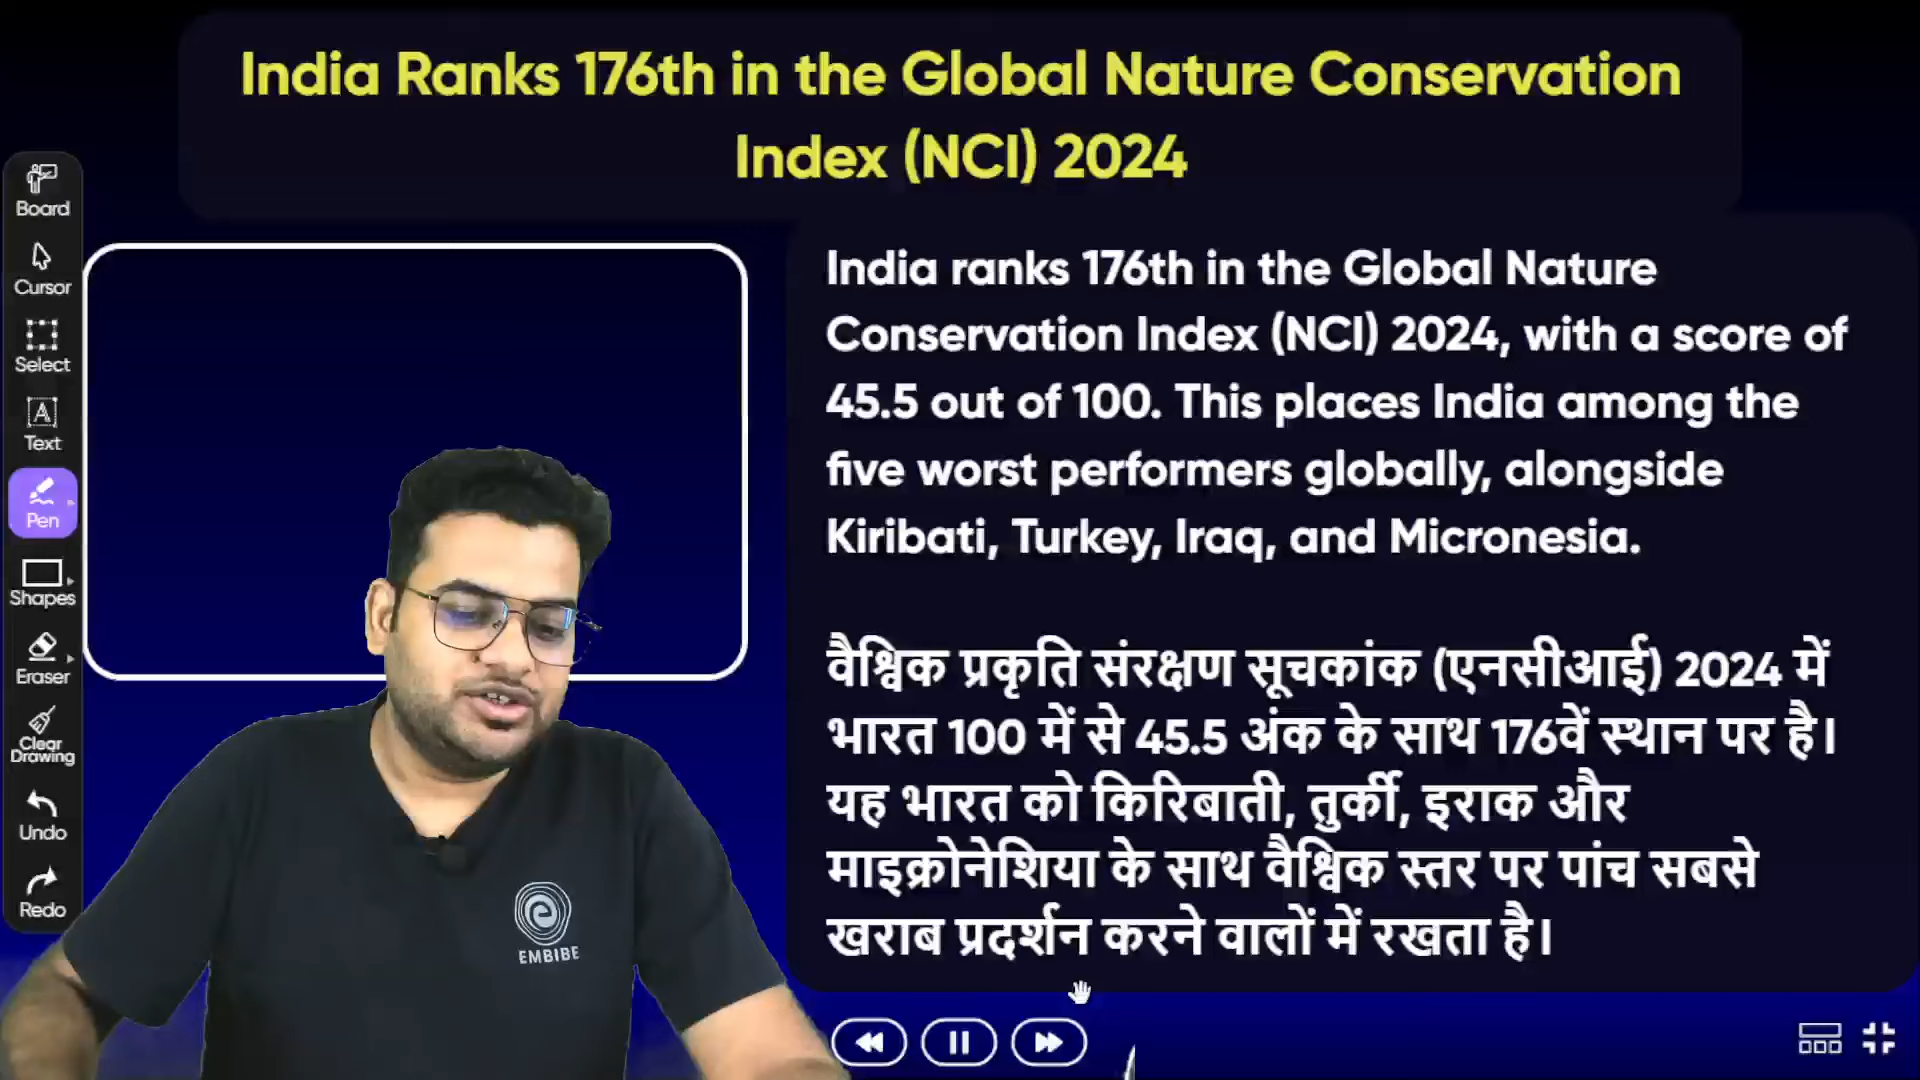 India Ranks 176th in the Global Nature Conservation
Index (NCI) 2024
Board
Cursor
Select
Text
Pen
Shapes
Eraser
Clear
Drawing
Undo
Redo
India ranks 176th in the Global Nature
Conservation Index (NCI) 2024, with a score of
45.5 out of 100. This places India among the
five worst performers globally, alongside
Kiribati, Turkey, Iraq, and Micronesia.
वैश्विक प्रकृति संरक्षण सूचकांक (एनसीआई) 2024 में
भारत 100 में से 45.5 अंक के साथ 176वें स्थान पर है।
यह भारत को किरिबाती, तुर्की, इराक और
माइक्रोनेशिया के साथ वैश्विक स्तर पर पांच सबसे
खराब प्रदर्शन करने वालों में रखता है।
EMBIBE